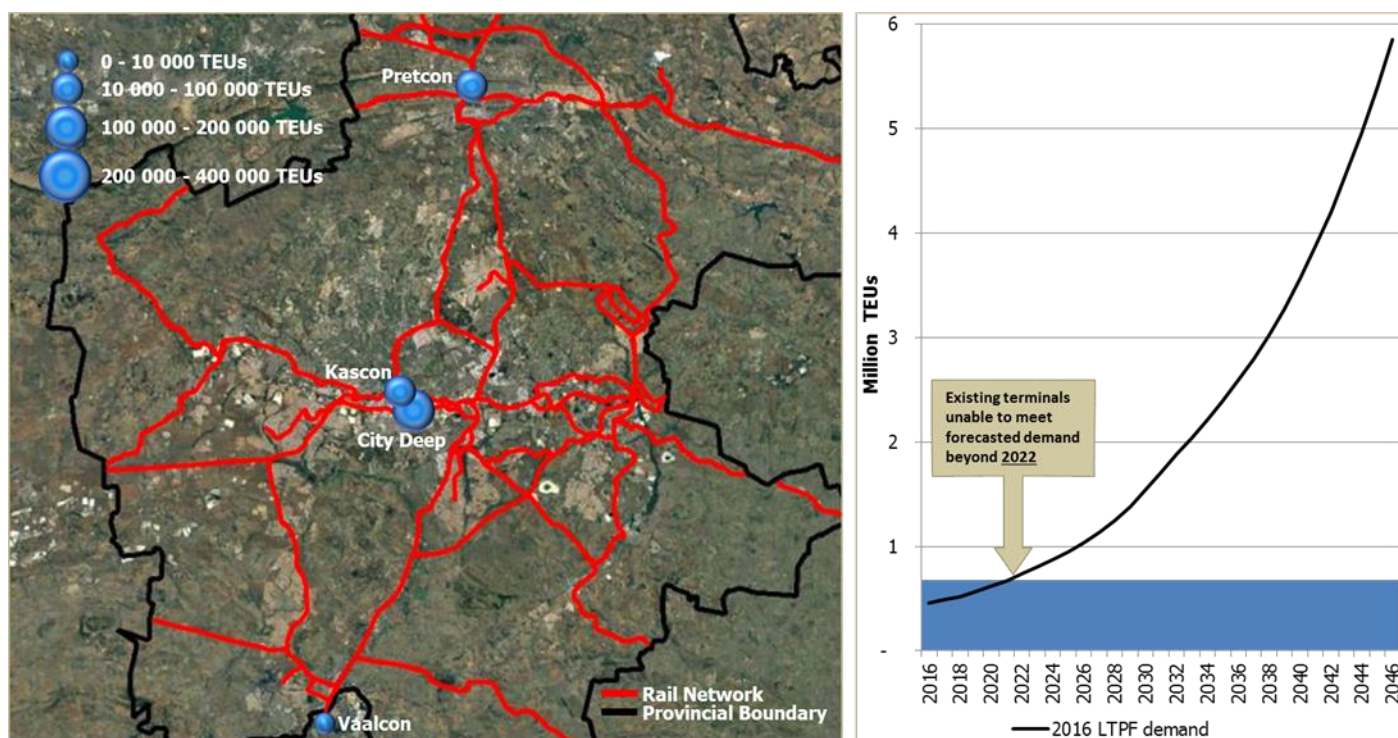 0 - 10 000 TEUs
10 000 - 100 000 TEUs
100 000 - 200 000 TEUs
200 000 - 400 000 TEUs
Pretcon
Kascon
City Deep
Vaalcon
Rail Network
Provincial Boundary
Million TEUs
6
5
4
3
2
1
-
Existing terminals
unable to meet
forecasted demand
beyond 2022
2016
2018
2020
2022
2024
2026
2028
2030
2032
2034
2036
2038
2040
2042
2044
2046
2016 LTPF demand